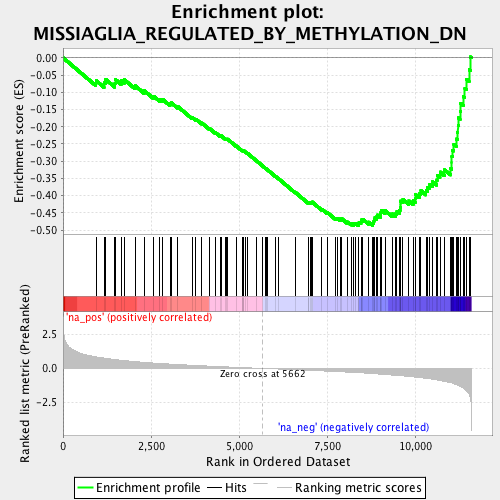 Enrichment plot:
MISSIAGLIA_REGULATED_BY_METHYLATION_DN
Enrichment score (ES)
0.00
-0.05
-0.10
-0.15
-0.20
-0.25
-0.30
-0.35
-0.40
-0.45
-0.50
'na_pos' (positively correlated)
Ranked list metric (PreRanked)
2.5
0.0
-2.5
Zero cross at 5662
'na_neg' (negatively correlated)
0
2,500
5,000
7,500
10,000
Rank in Ordered Dataset
Enrichment profile
Hits
Ranking metric scores